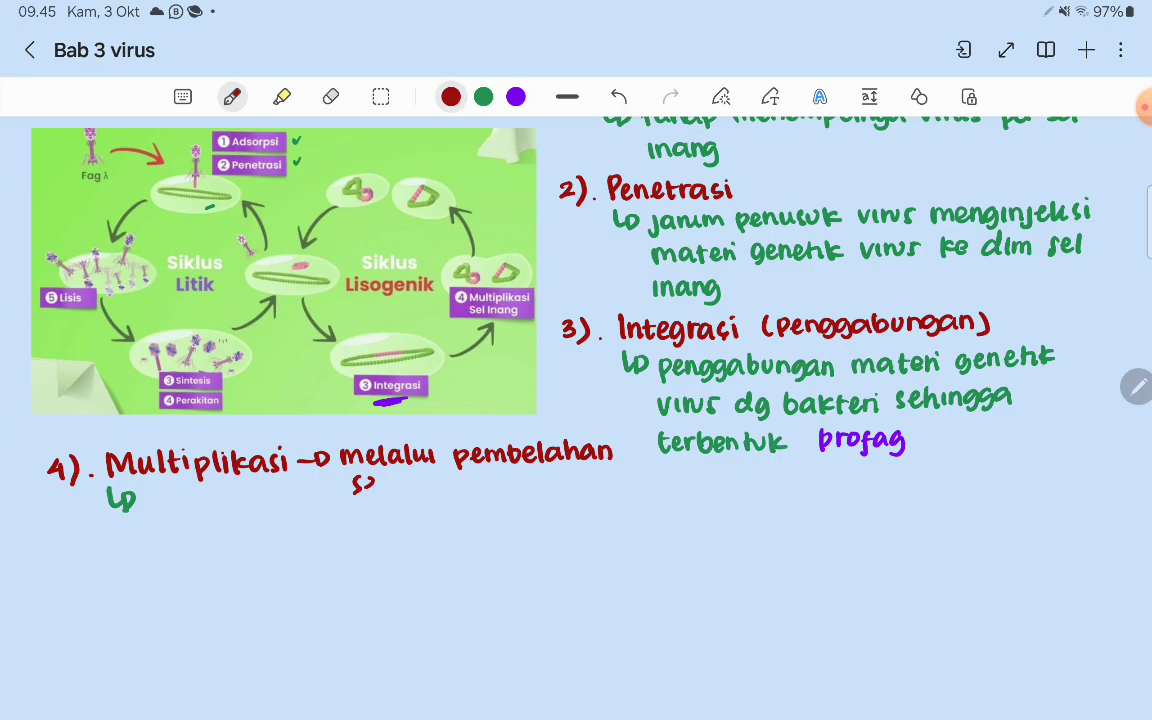 09.45 Kam, 3 Okt
97%
Bab 3 virus
Fag λ
1 Adsorpsi
2 Penetrasi
Siklus
Litik
Siklus
Lisogenik
5 Lisis
4 Multiplikasi
Sel Inang
3 Sintesis
4 Perakitan
3 Integrasi
virus
sel
inang
2). Penetrasi
janum penusuk virus menginjeksi
materi genetik virus ke dlm sel
inang
3). Integrasi (penggabungan)
penggabungan materi genetik
virus dg bakteri sehingga
terbentuk profag
4). Multiplikasi → melalui pembelahan
s